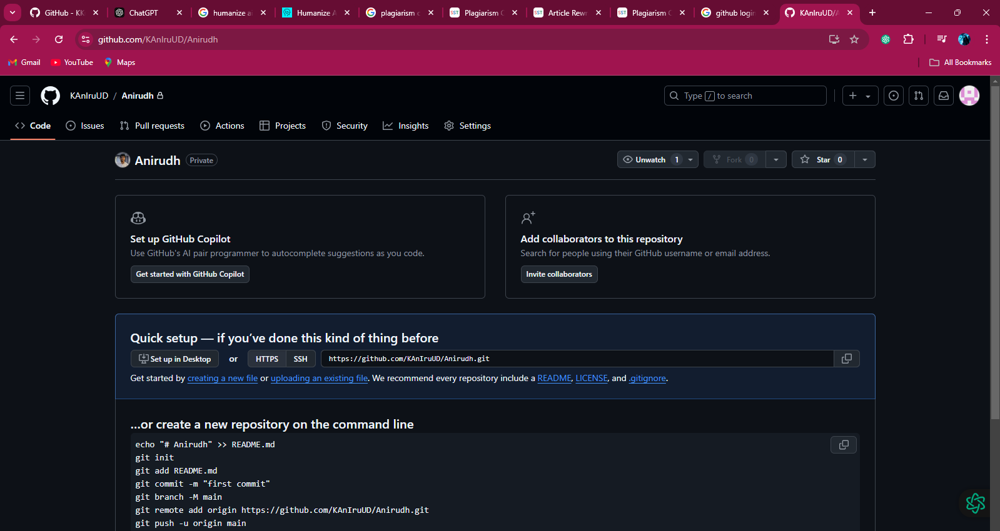 GitHub - KK
ChatGPT
humanize ai
Humanize A
plagiarism c
Plagiarism C
Article Rewr
Plagiarism C
github login
KAnIruUD/A
github.com/KAnIruUD/Anirudh
Gmail
YouTube
Maps
All Bookmarks
KAnIruUD / Anirudh
Type / to search
Code
Issues
Pull requests
Actions
Projects
Security
Insights
Settings
Anirudh Private
Unwatch 1
Fork 0
Star 0
Set up GitHub Copilot
Use GitHub's AI pair programmer to autocomplete suggestions as you code.
Get started with GitHub Copilot
Add collaborators to this repository
Search for people using their GitHub username or email address.
Invite collaborators
Quick setup — if you’ve done this kind of thing before
Set up in Desktop or HTTPS SSH https://github.com/KAnIruUD/Anirudh.git
Get started by creating a new file or uploading an existing file. We recommend every repository include a README, LICENSE, and .gitignore.
…or create a new repository on the command line
echo "# Anirudh" >> README.md
git init
git add README.md
git commit -m "first commit"
git branch -M main
git remote add origin https://github.com/KAnIruUD/Anirudh.git
git push -u origin main